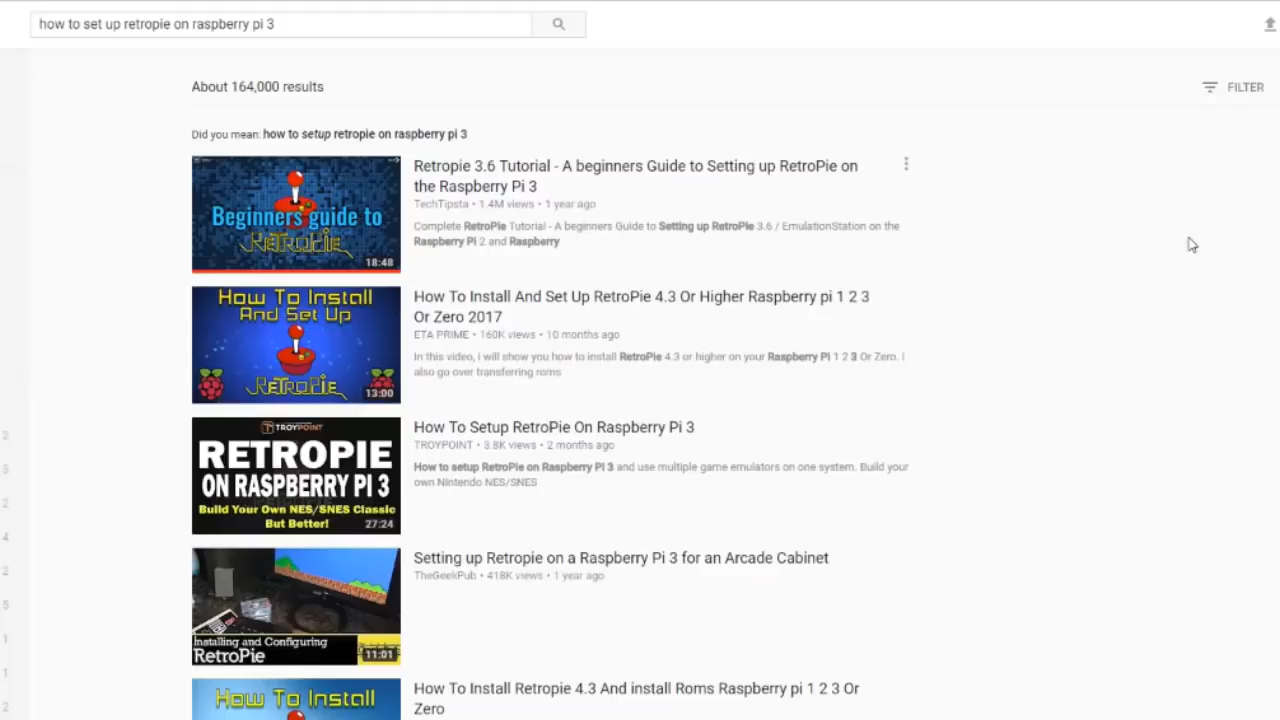 how to set up retropie on raspberry pi 3
About 164,000 results
FILTER
Did you mean: how to setup retropie on raspberry pi 3
Beginners guide to
RETROPIE
18:48
Retropie 3.6 Tutorial - A beginners Guide to Setting up RetroPie on
the Raspberry Pi 3
TechTipsta • 1.4M views • 1 year ago
Complete RetroPie Tutorial - A beginners Guide to Setting up RetroPie 3.6 / EmulationStation on the
Raspberry Pi 2 and Raspberry
How To Install
And Set Up
RETROPIE
13:00
How To Install And Set Up RetroPie 4.3 Or Higher Raspberry pi 1 2 3
Or Zero 2017
ETA PRIME • 160K views • 10 months ago
In this video, i will show you how to install RetroPie 4.3 or higher on your Raspberry Pi 1 2 3 Or Zero. i
also go over transferring roms
TROYPOINT
RETROPIE
ON RASPBERRY PI 3
Build Your Own NES/SNES Classic
But Better!
27:24
How To Setup RetroPie On Raspberry Pi 3
TROYPOINT • 3.8K views • 2 months ago
How to setup RetroPie on Raspberry PI 3 and use multiple game emulators on one system. Build your
own Nintendo NES/SNES
Installing and Configuring
RetroPie
11:01
Setting up Retropie on a Raspberry Pi 3 for an Arcade Cabinet
TheGeekPub • 418K views • 1 year ago
How To Install
How To Install Retropie 4.3 And install Roms Raspberry pi 1 2 3 Or
Zero
2
3
2
4
2
5
1
1
2